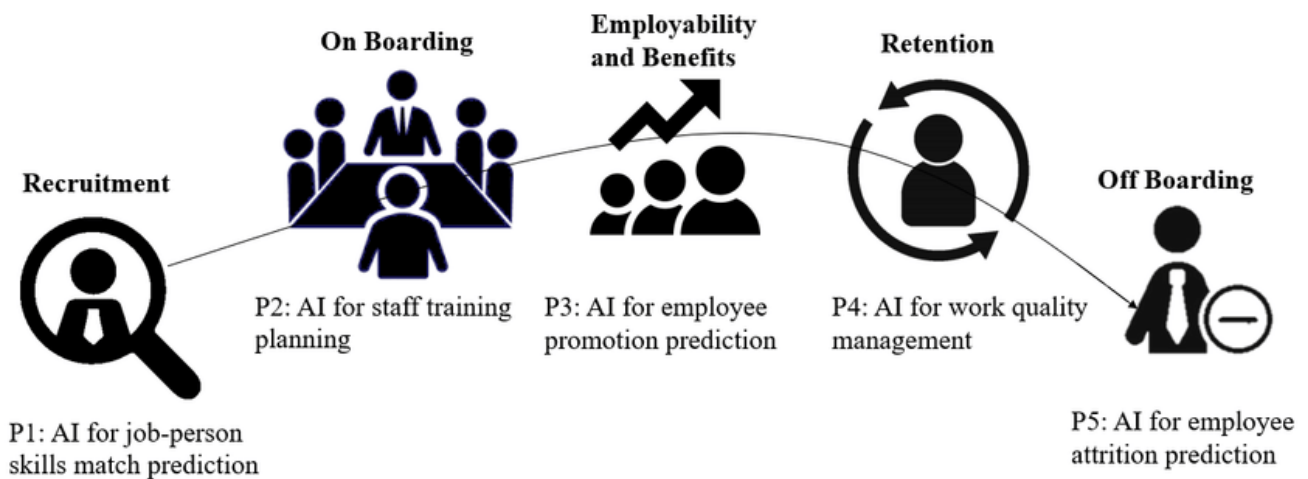 Recruitment
P1: AI for job-person
skills match prediction
On Boarding
P2: AI for staff training
planning
Employability
and Benefits
P3: AI for employee
promotion prediction
Retention
P4: AI for work quality
management
Off Boarding
P5: AI for employee
attrition prediction